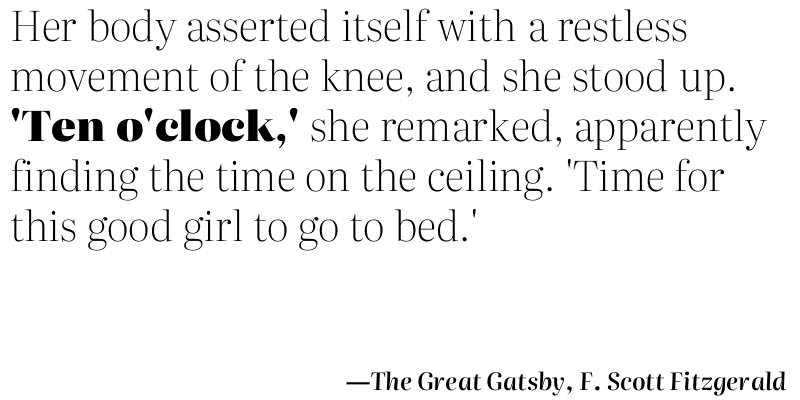 Her body asserted itself with a restless
movement of the knee, and she stood up.
'Ten o'clock,' she remarked, apparently
finding the time on the ceiling. 'Time for
this good girl to go to bed.'
—The Great Gatsby, F. Scott Fitzgerald